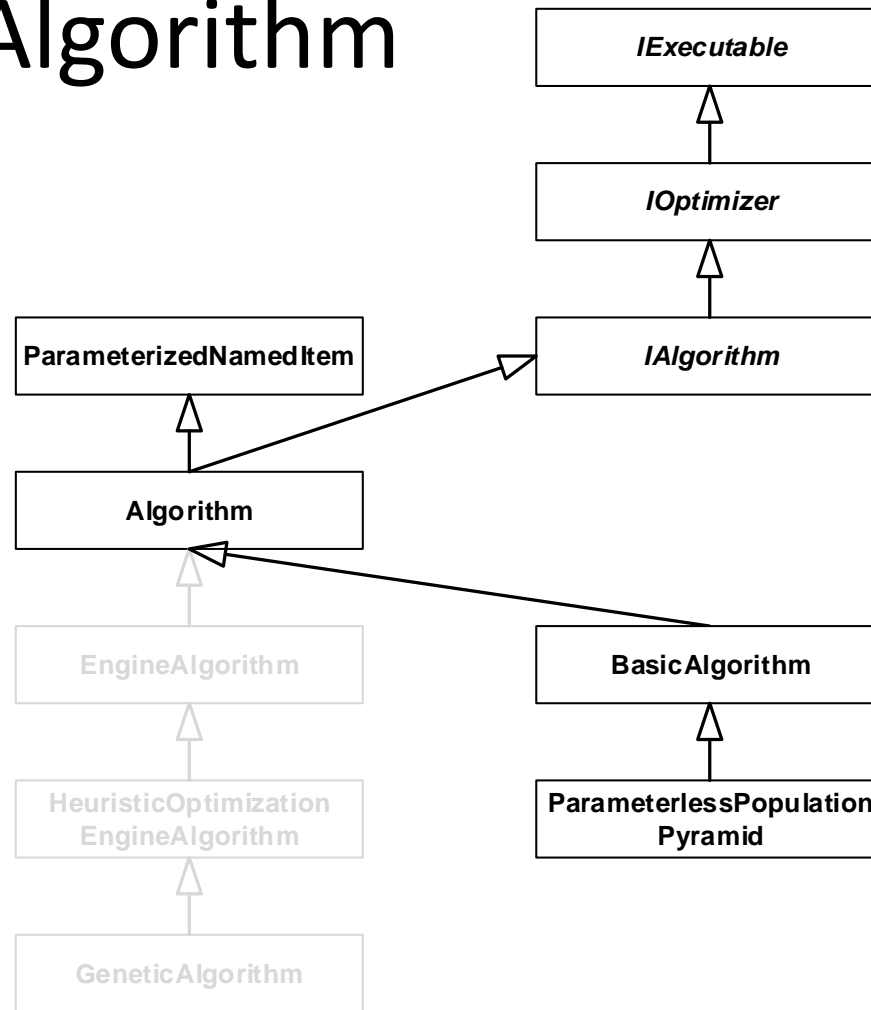 Algorithm
IExecutable
IOptimizer
ParameterizedNamedItem
IAlgorithm
Algorithm
EngineAlgorithm
BasicAlgorithm
HeuristicOptimization
EngineAlgorithm
ParameterlessPopulation
Pyramid
GeneticAlgorithm